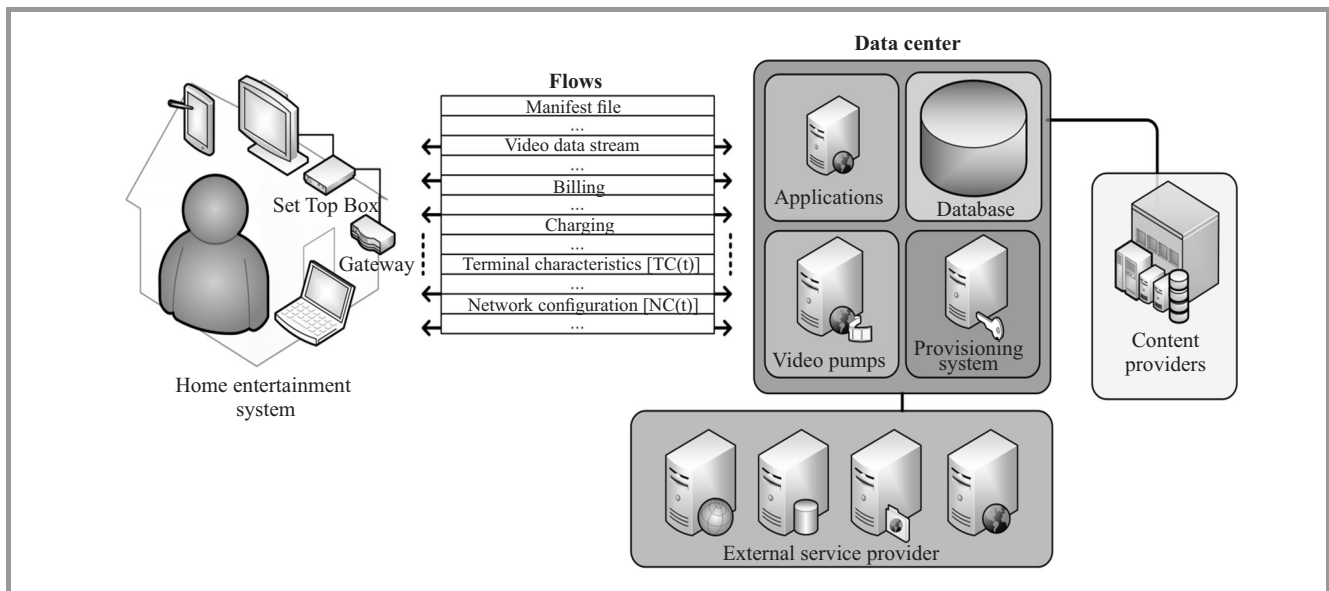 Data center
Flows
Manifest file
...
Video data stream
...
Billing
...
Charging
...
Terminal characteristics [TC(t)]
...
Network configuration [NC(t)]
...
Set Top Box
Gateway
Home entertainment
system
Applications
Database
Video pumps
Provisioning
system
Content
providers
External service provider